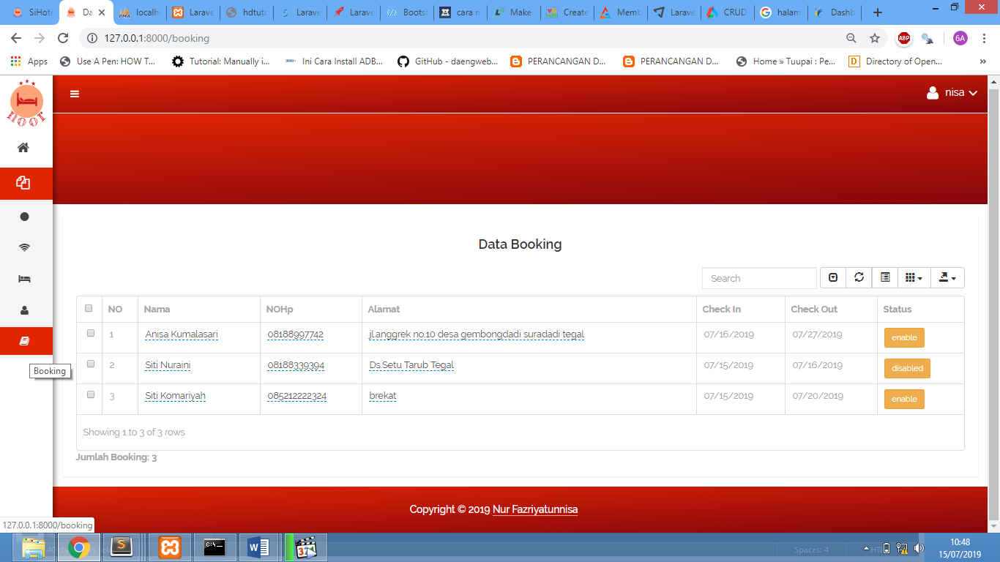 SiHote
Da
localh
Larave
hdtuto
Larave
Larave
Bootst
cara m
Make
Create
Memb
Larave
CRUD
halam
Dashb
127.0.0.1:8000/booking
ABP
6A
Apps
Use A Pen: HOW T...
Tutorial: Manually i...
Ini Cara Install ADB...
GitHub - daengweb...
PERANCANGAN D...
PERANCANGAN D...
Home » Tuupai : Pe...
Directory of Open...
noor
nisa
Data Booking
Search
NO Nama NOHp Alamat Check In Check Out Status
1 Anisa Kumalasari 08188997742 jl.anggrek no.10 desa gembongdadi suradadi tegal 07/16/2019 07/27/2019 enable
2 Siti Nuraini 08188339394 Ds.Setu Tarub Tegal 07/15/2019 07/16/2019 disabled
3 Siti Komariyah 085212222324 brekat 07/15/2019 07/20/2019 enable
Booking
Showing 1 to 3 of 3 rows
Jumlah Booking: 3
Copyright © 2019 Nur Fazriyatunnisa
127.0.0.1:8000/booking
Spaces: 4
10:48
15/07/2019